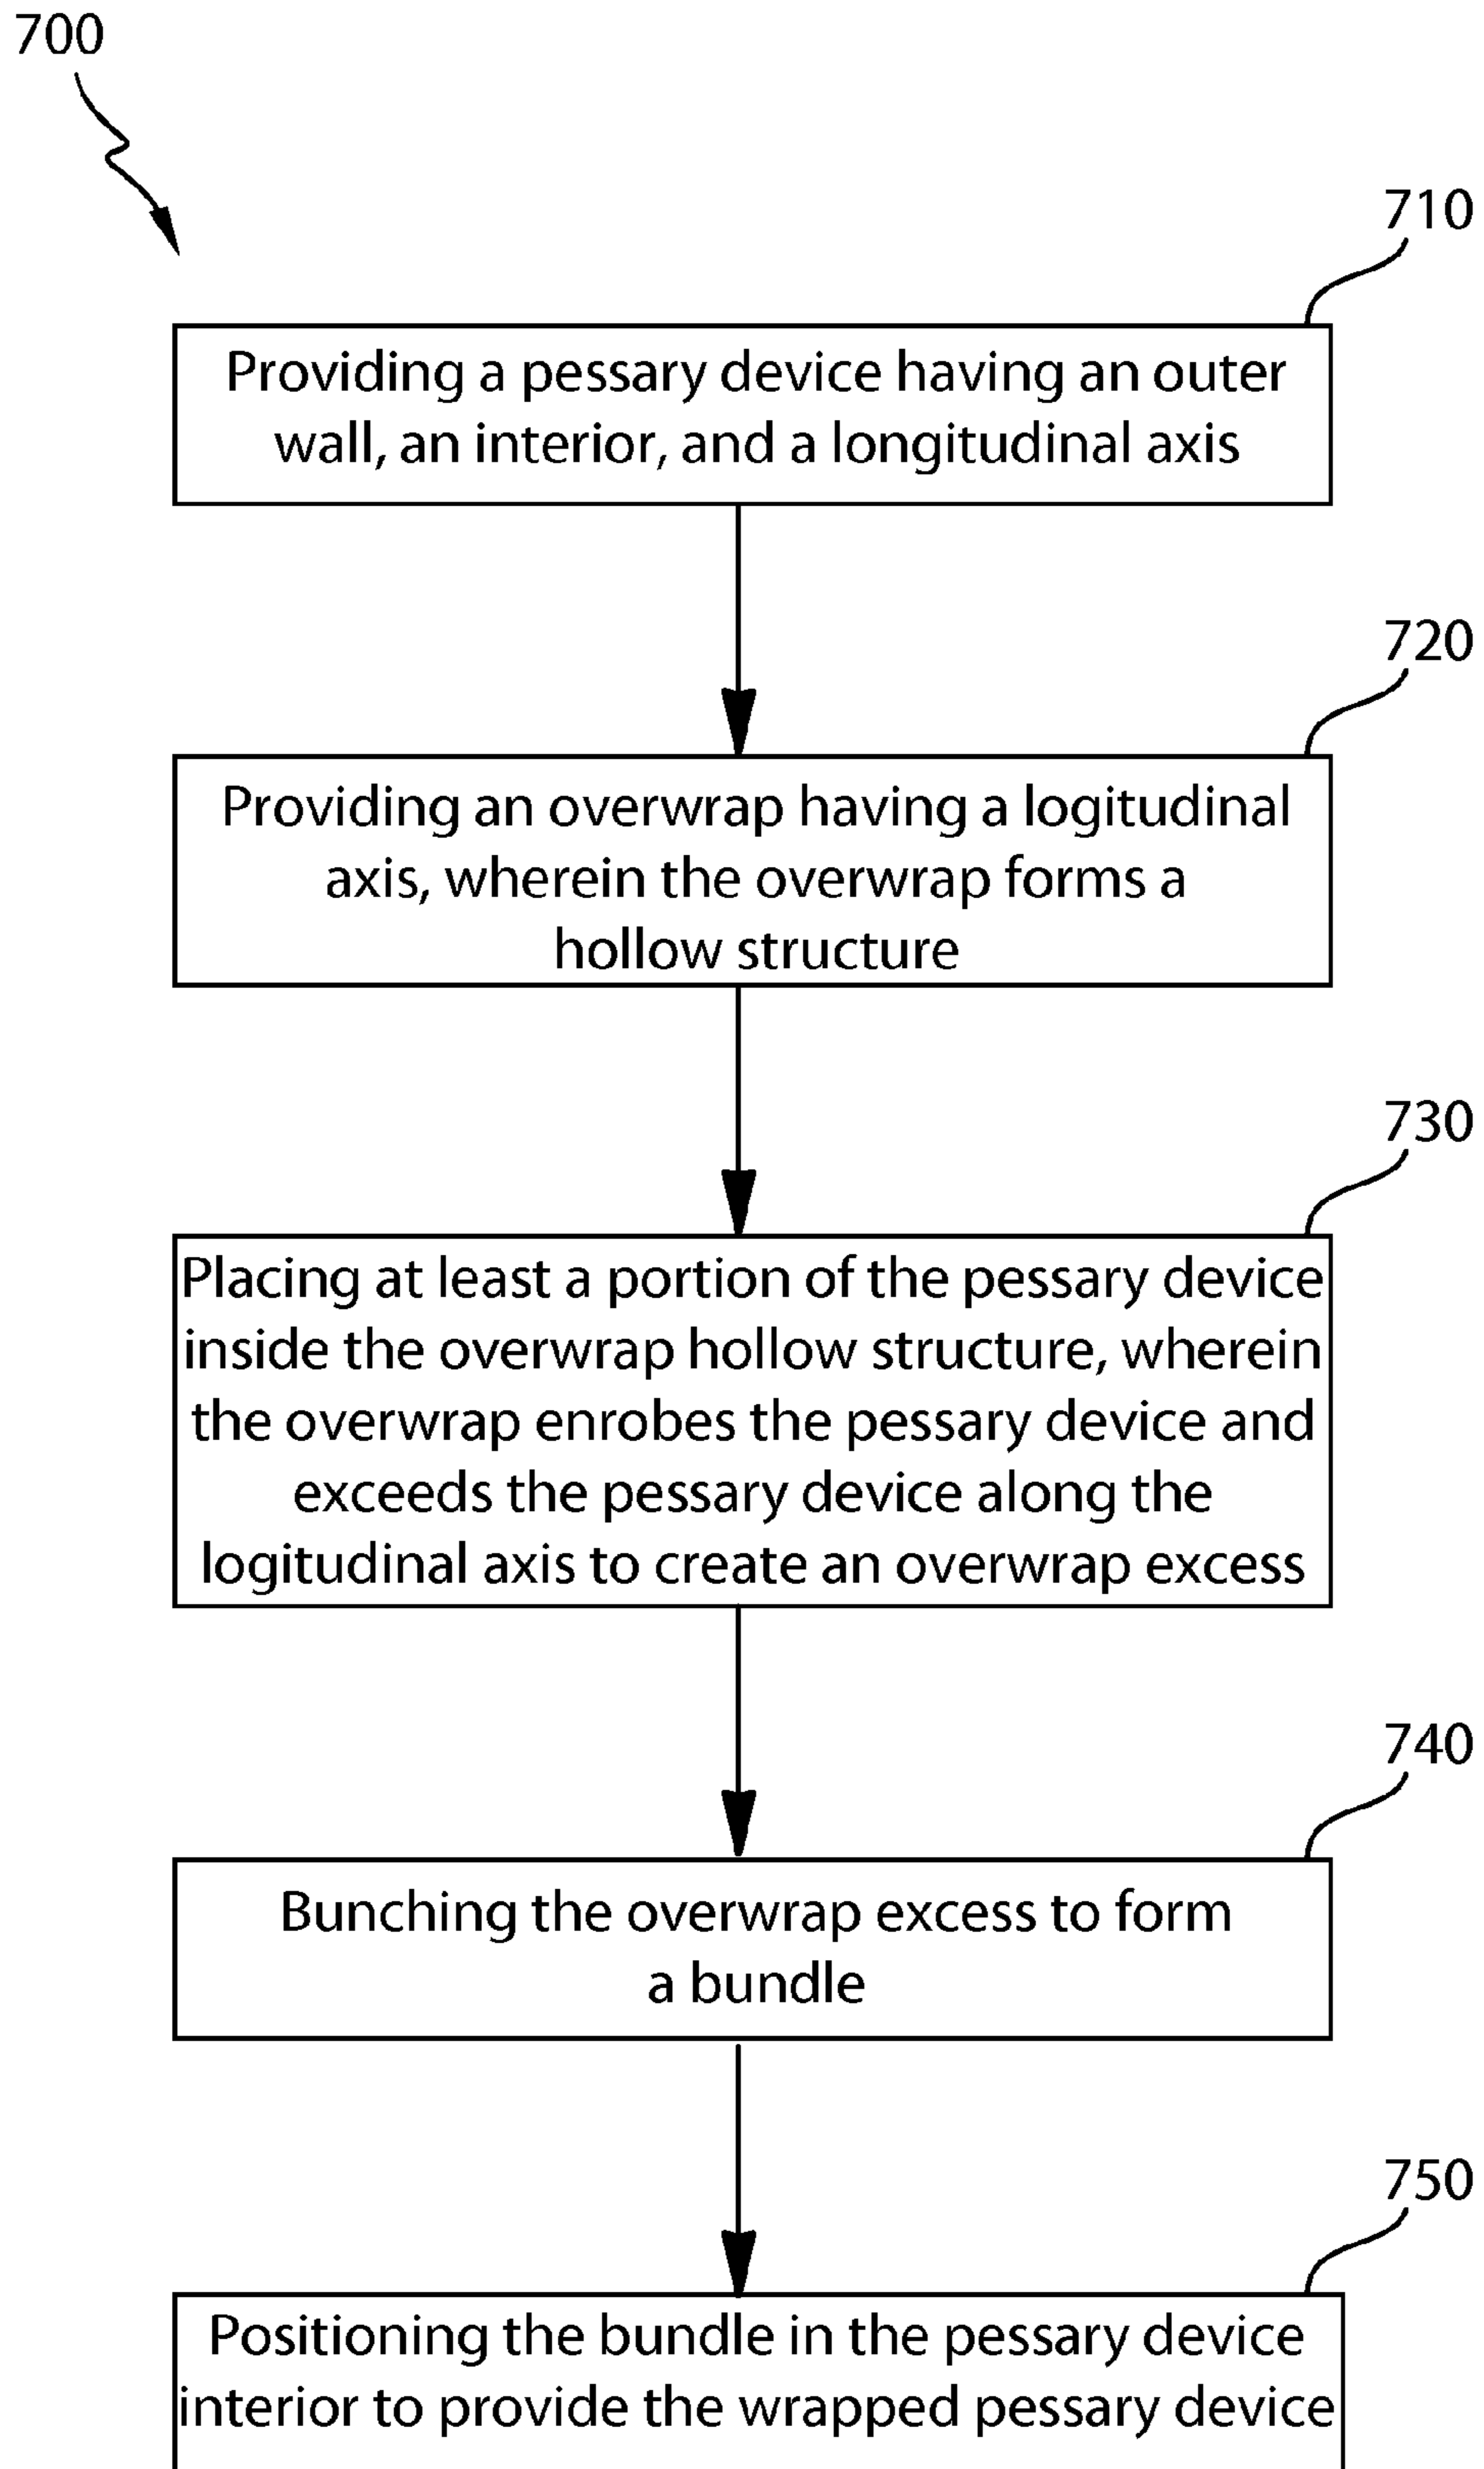 700
710
Providing a pessary device having an outer
wall, an interior, and a longitudinal axis
720
Providing an overwrap having a logitudinal
axis, wherein the overwrap forms a
hollow structure
730
Placing at least a portion of the pessary device
inside the overwrap hollow structure, wherein
the overwrap enrobes the pessary device and
exceeds the pessary device along the
logitudinal axis to create an overwrap excess
740
Bunching the overwrap excess to form
a bundle
750
Positioning the bundle in the pessary device
interior to provide the wrapped pessary device